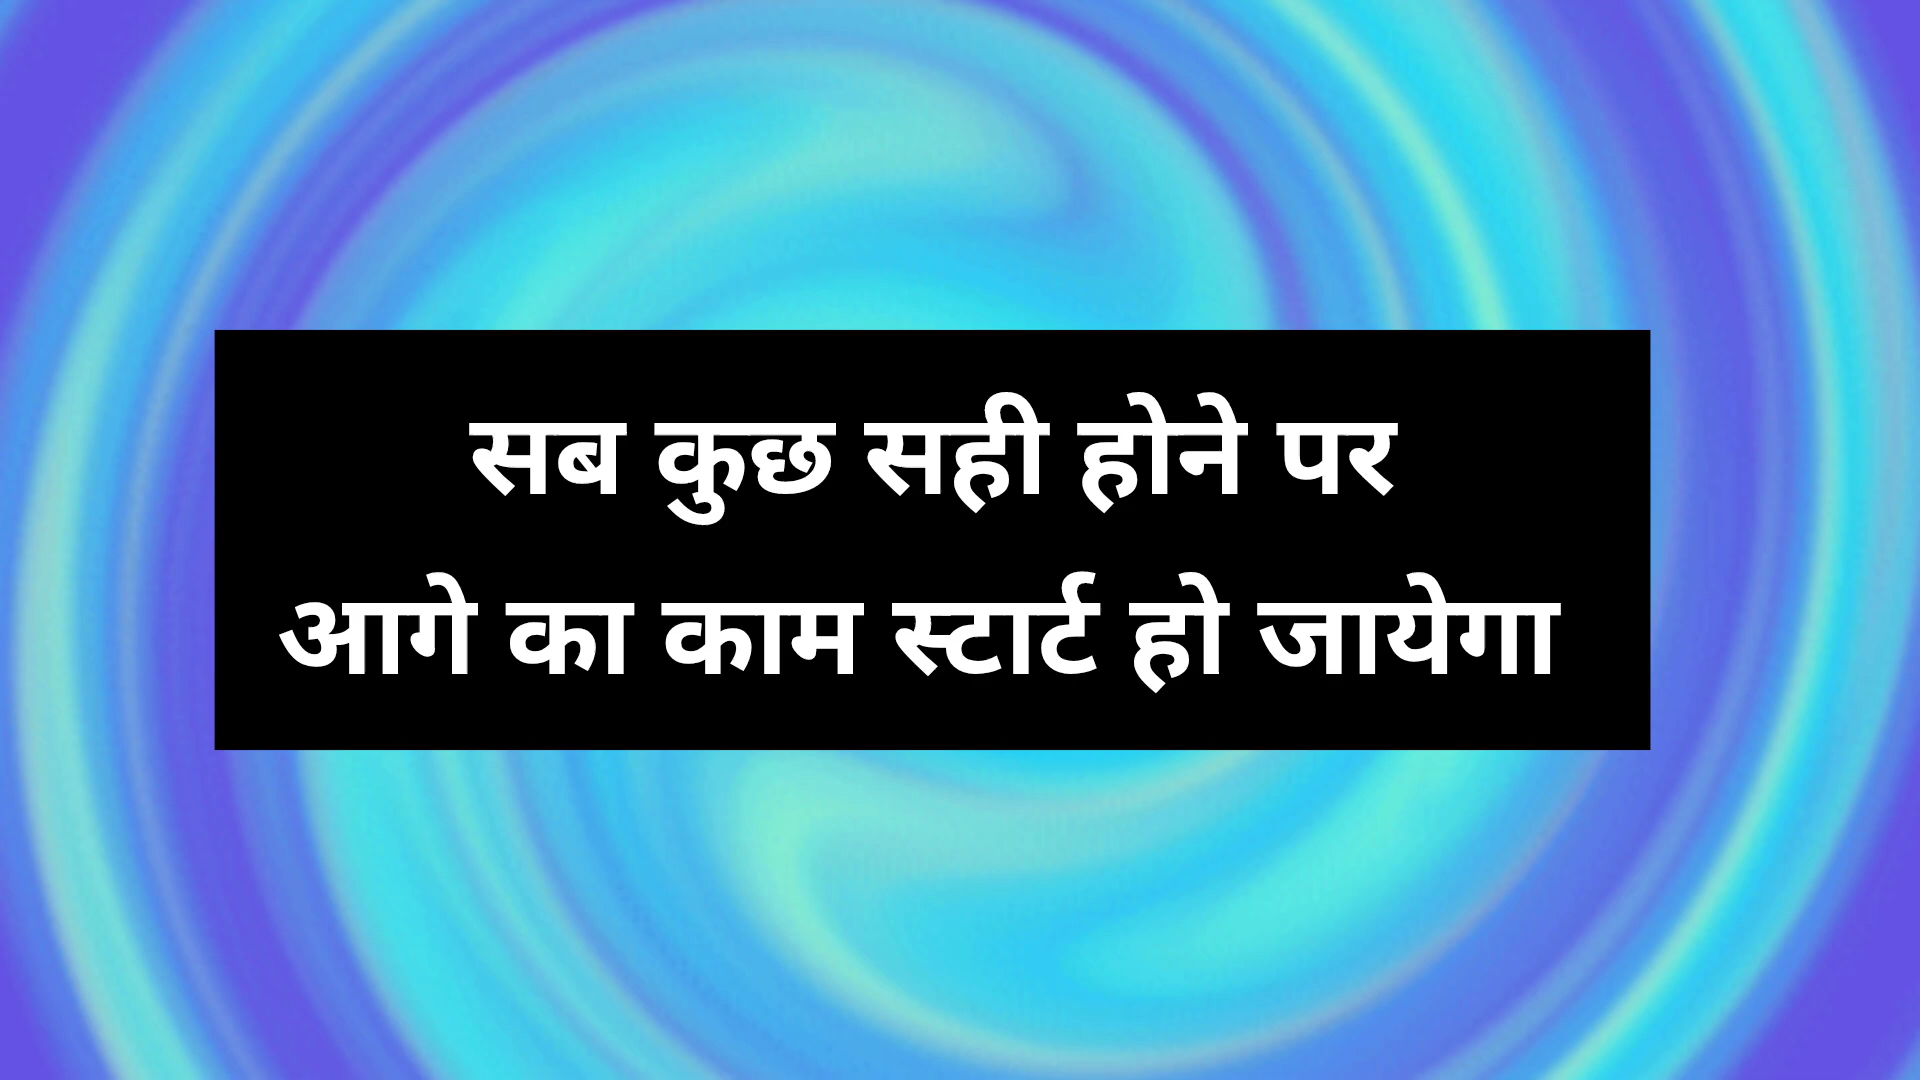 सब कुछ सही होने पर
आगे का काम स्टार्ट हो जायेगा